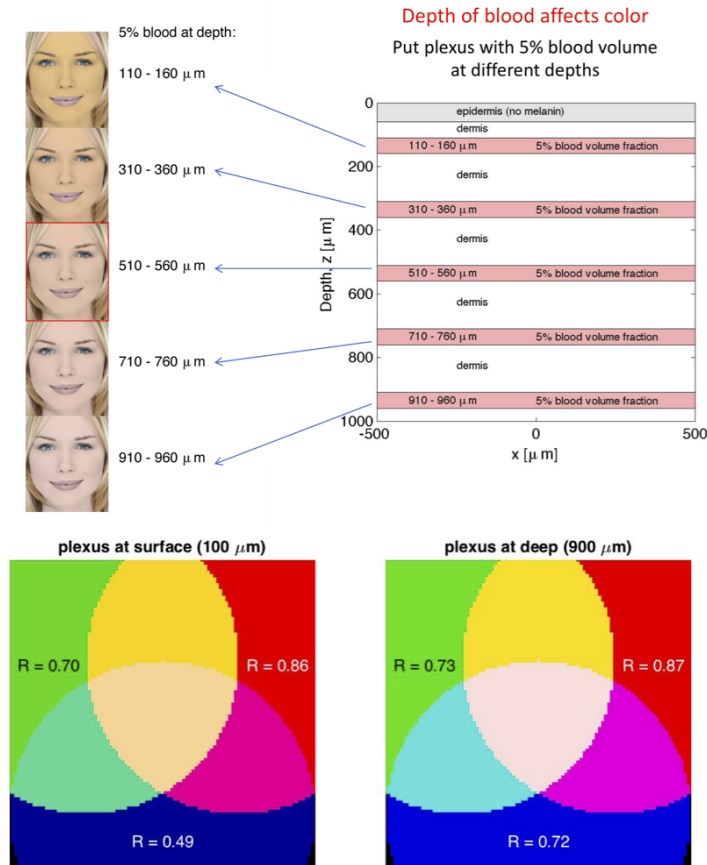 Depth of blood affects color
Put plexus with 5% blood volume
at different depths
5% blood at depth:
110 - 160 μm
310 - 360 μm
510 - 560 μm
710 - 760 μm
910 - 960 μm
0
200
400
600
800
1000
Depth, z [μm]
epidermis (no melanin)
dermis
110 - 160 μm 5% blood volume fraction
dermis
310 - 360 μm 5% blood volume fraction
dermis
510 - 560 μm 5% blood volume fraction
dermis
710 - 760 μm 5% blood volume fraction
dermis
910 - 960 μm 5% blood volume fraction
-500 0 500
x [μm]
plexus at surface (100 μm)
R = 0.70
R = 0.86
R = 0.49
plexus at deep (900 μm)
R = 0.73
R = 0.87
R = 0.72